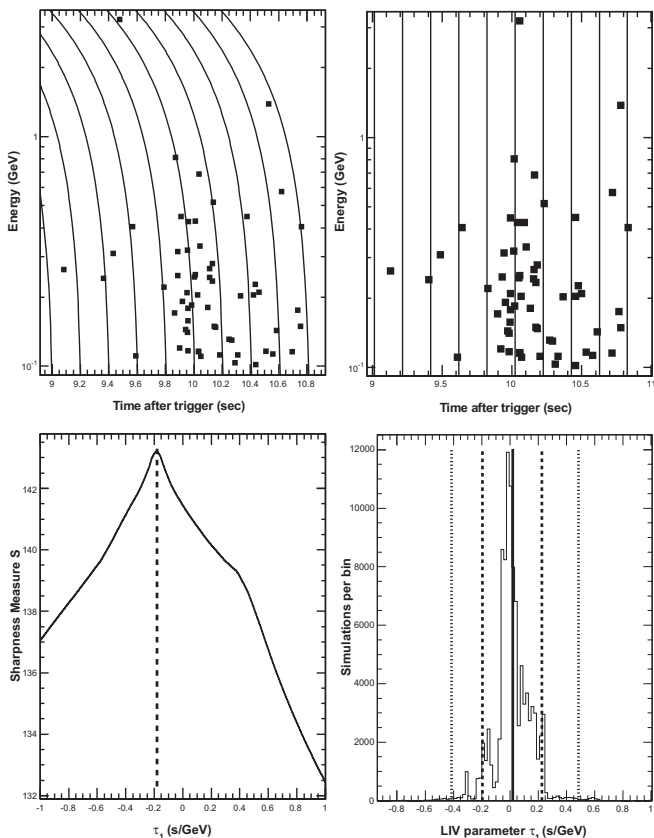 Energy (GeV)
1
10⁻¹
9 9.2 9.4 9.6 9.8 10 10.2 10.4 10.6 10.8
Time after trigger (sec)
Energy (GeV)
1
10⁻¹
9 9.5 10 10.5 11
Time after trigger (sec)
Sharpness Measure S
142
140
138
136
134
132
-1 -0.8 -0.6 -0.4 -0.2 0 0.2 0.4 0.6 0.8 1
τ₁ (s/GeV)
Simulations per bin
12000
10000
8000
6000
4000
2000
0
-0.8 -0.6 -0.4 -0.2 0 0.2 0.4 0.6 0.8 1
LIV parameter τ₁ (s/GeV)